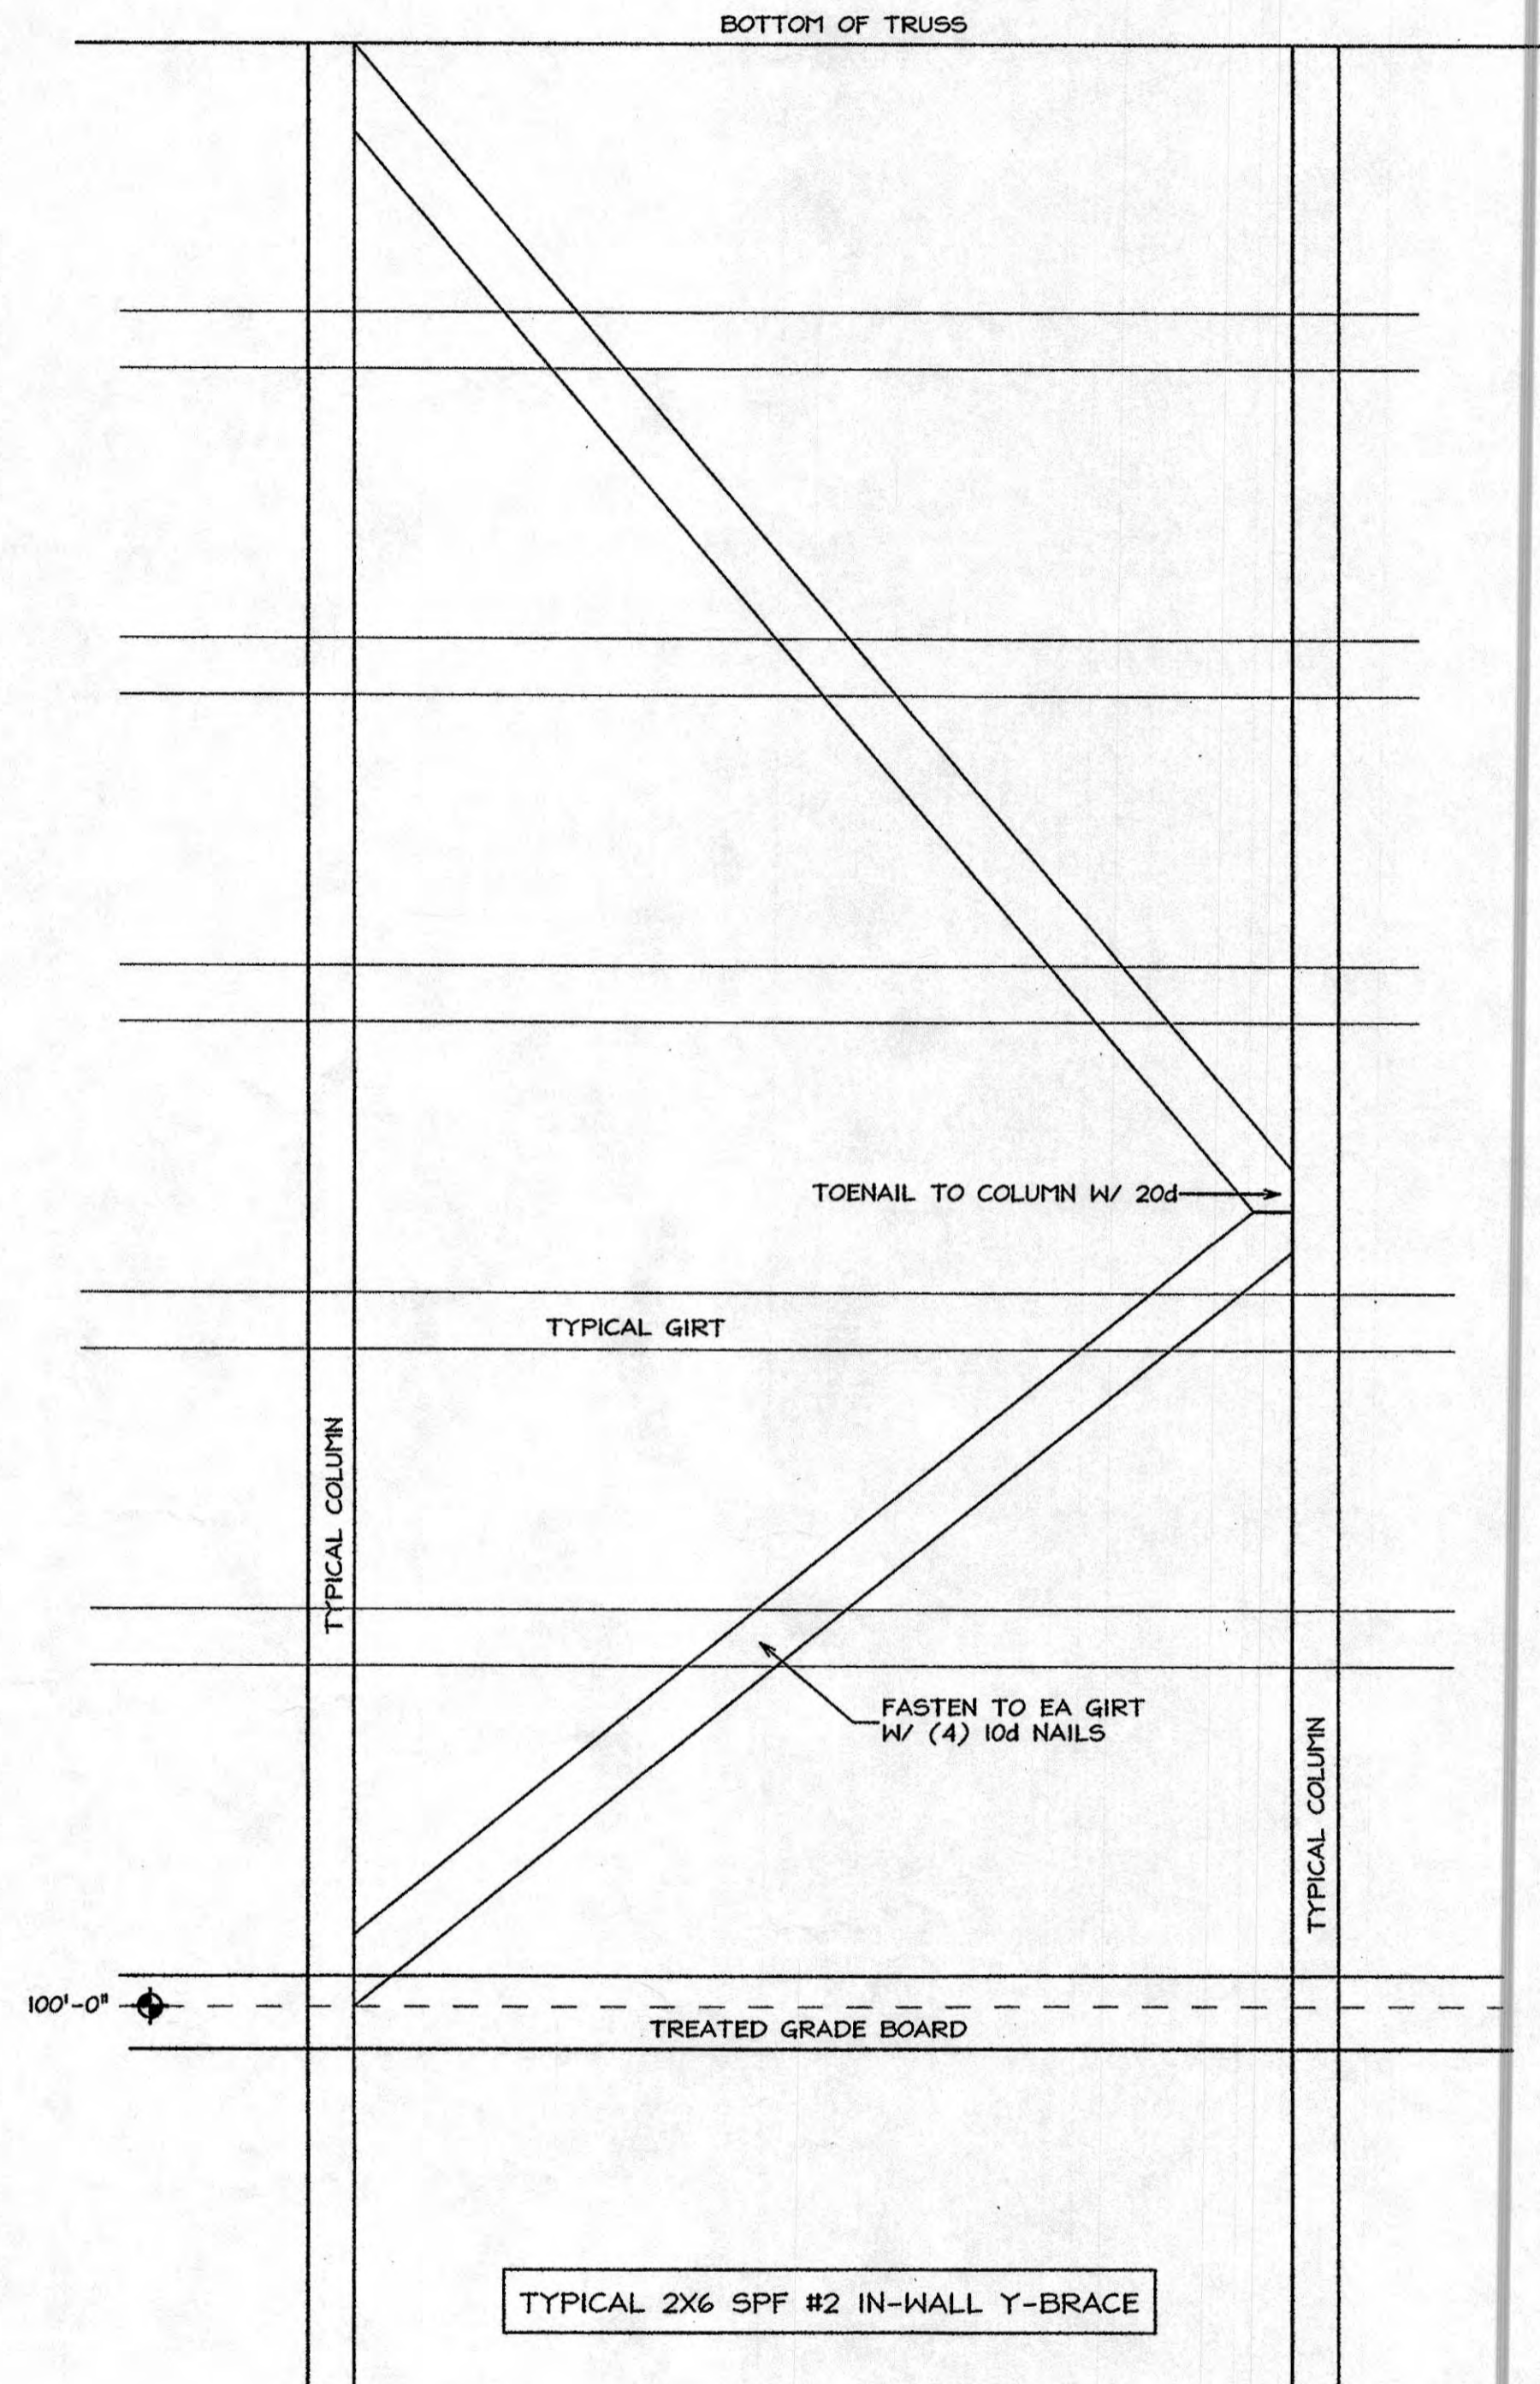 BOTTOM OF TRUSS
TOENAIL TO COLUMN W/ 20d
TYPICAL GIRT
TYPICAL COLUMN
FASTEN TO EA GIRT
W/ (4) 10d NAILS
TYPICAL COLUMN
100'-0"
TREATED GRADE BOARD
TYPICAL 2X6 SPF #2 IN-WALL Y-BRACE